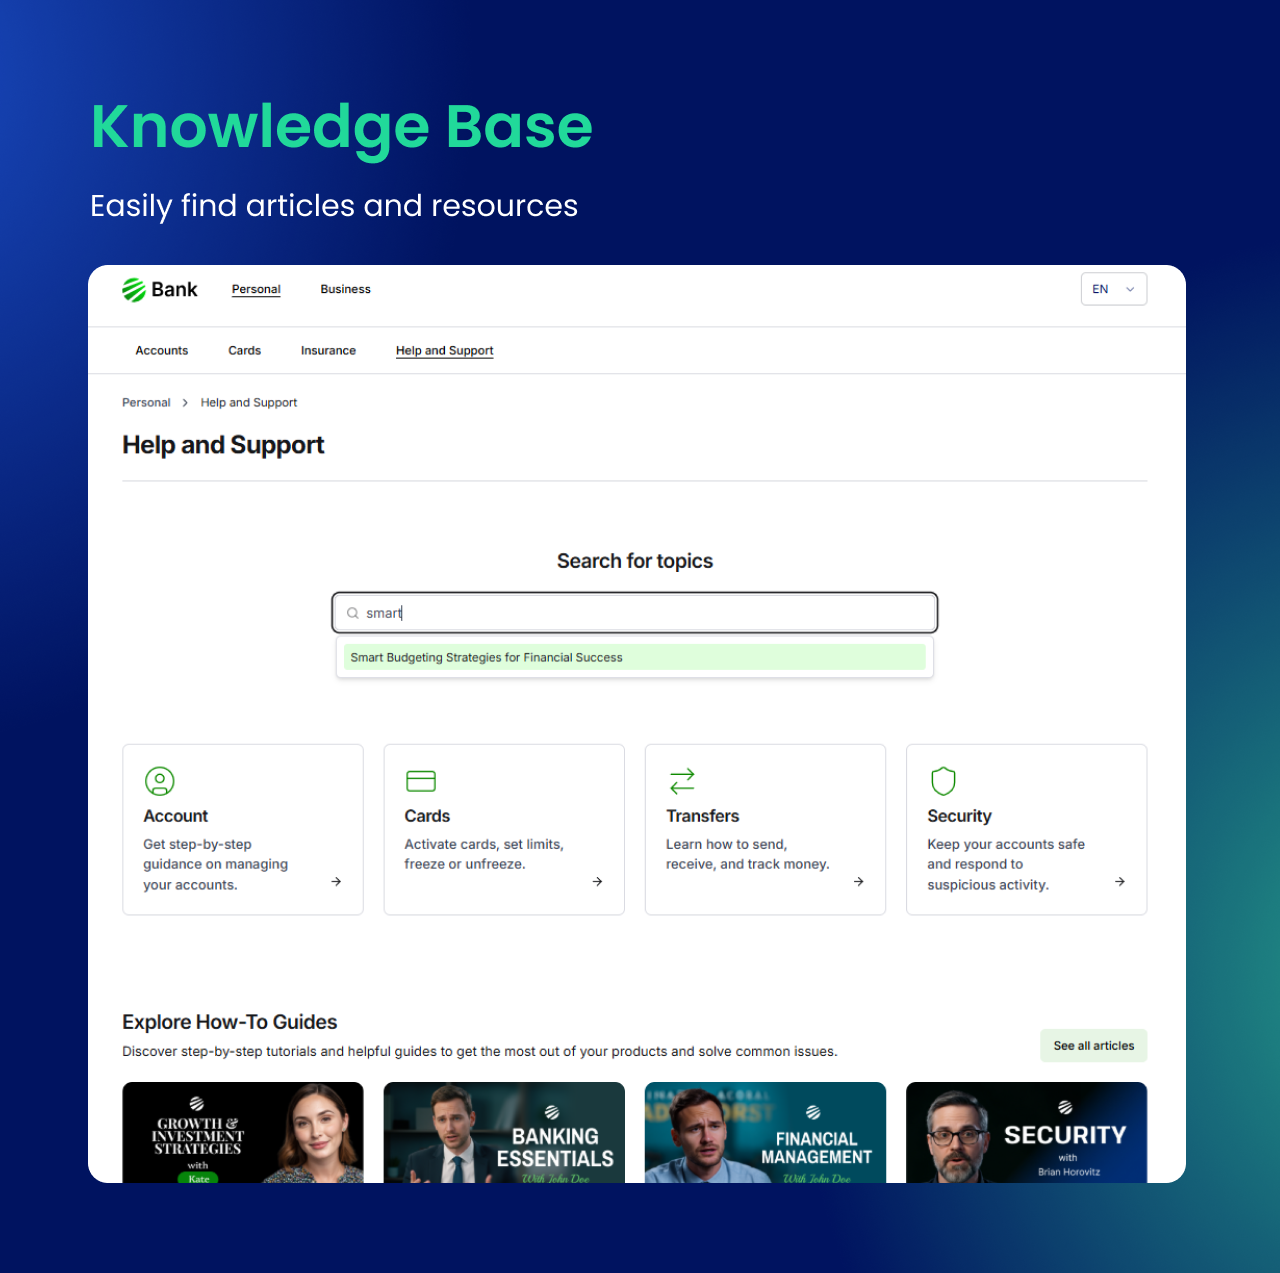 Knowledge Base
Easily find articles and resources
Bank
Personal
Business
EN
Accounts
Cards
Insurance
Help and Support
Personal > Help and Support
Help and Support
Search for topics
smart
Smart Budgeting Strategies for Financial Success
Account
Get step-by-step
guidance on managing
your accounts.
Cards
Activate cards, set limits,
freeze or unfreeze.
Transfers
Learn how to send,
receive, and track money.
Security
Keep your accounts safe
and respond to
suspicious activity.
Explore How-To Guides
Discover step-by-step tutorials and helpful guides to get the most out of your products and solve common issues.
See all articles
GROWTH &
INVESTMENT
STRATEGIES
with
Kate
BANKING
ESSENTIALS
With John Doe
FINANCIAL
MANAGEMENT
With John Doe
SECURITY
with
Brian Horovitz